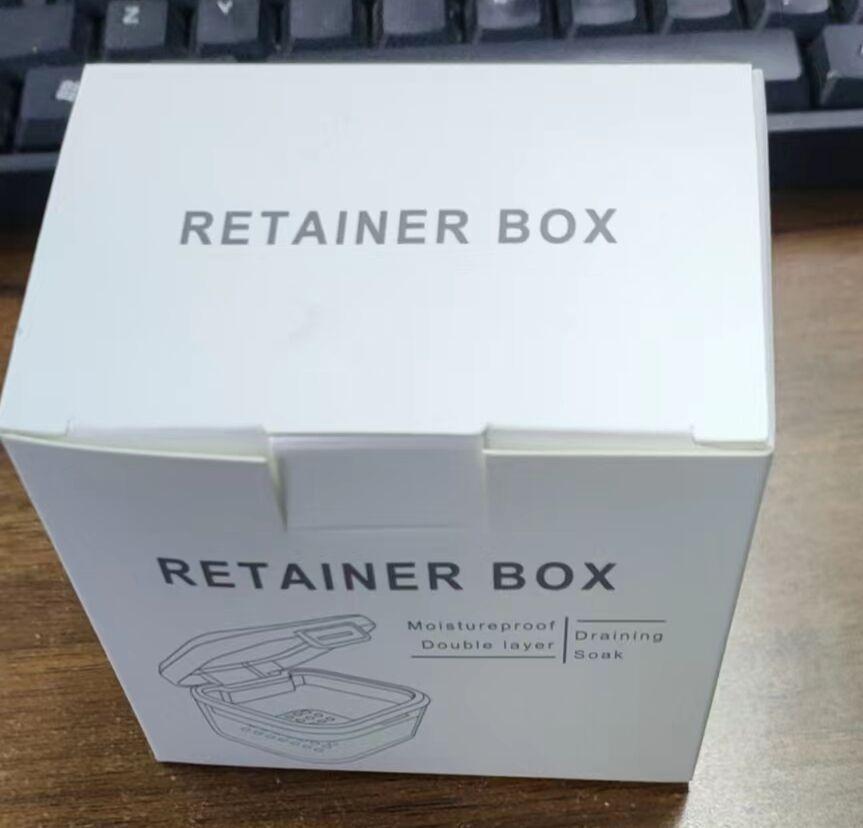 N
RETAINER BOX
RETAINER BOX
Moistureproof
Double layer
Draining
Soak